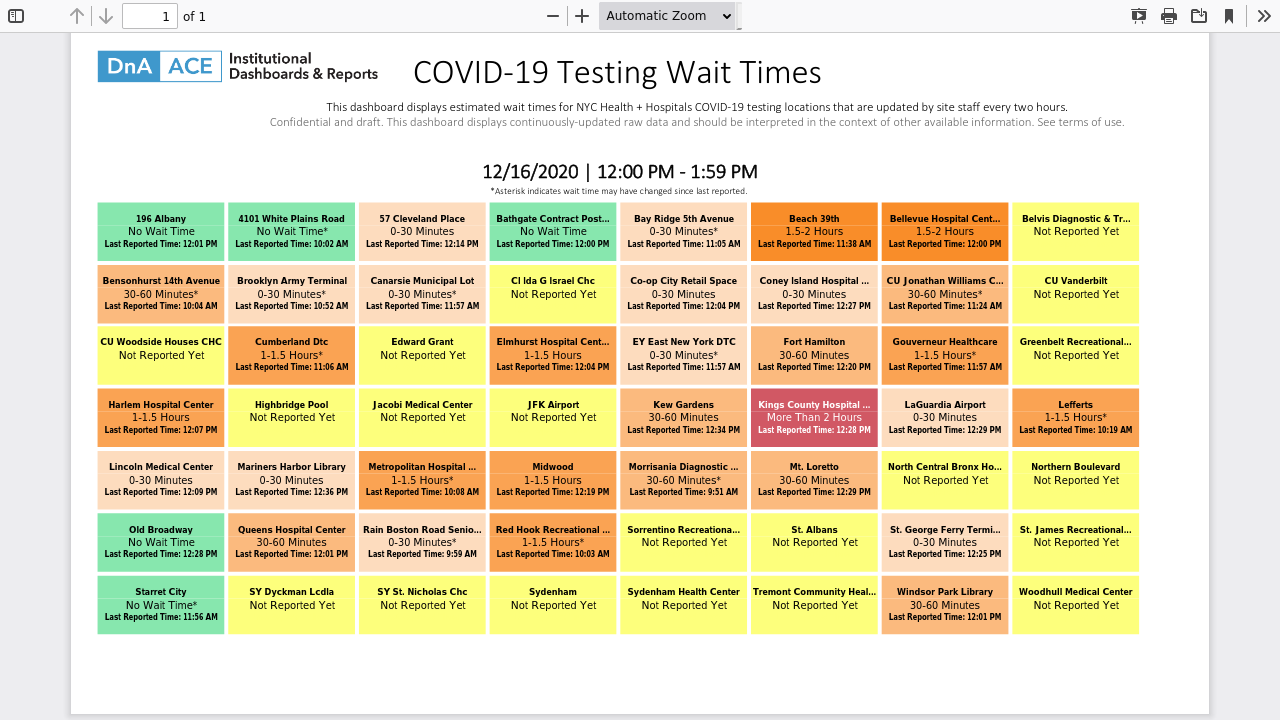 1 of 1
Automatic Zoom
DnA ACE Institutional
Dashboards & Reports
COVID-19 Testing Wait Times
This dashboard displays estimated wait times for NYC Health + Hospitals COVID-19 testing locations that are updated by site staff every two hours.
Confidential and draft. This dashboard displays continuously-updated raw data and should be interpreted in the context of other available information. See terms of use.
12/16/2020 | 12:00 PM - 1:59 PM
*Asterisk indicates wait time may have changed since last reported.
196 Albany
No Wait Time
Last Reported Time: 12:01 PM
4101 White Plains Road
No Wait Time*
Last Reported Time: 10:02 AM
57 Cleveland Place
0-30 Minutes
Last Reported Time: 12:14 PM
Bathgate Contract Post...
No Wait Time
Last Reported Time: 12:00 PM
Bay Ridge 5th Avenue
0-30 Minutes*
Last Reported Time: 11:05 AM
Beach 39th
1.5-2 Hours
Last Reported Time: 11:38 AM
Bellevue Hospital Cent...
1.5-2 Hours
Last Reported Time: 12:00 PM
Belvis Diagnostic & Tr...
Not Reported Yet
Bensonhurst 14th Avenue
30-60 Minutes*
Last Reported Time: 10:04 AM
Brooklyn Army Terminal
0-30 Minutes*
Last Reported Time: 10:52 AM
Canarsie Municipal Lot
0-30 Minutes*
Last Reported Time: 11:57 AM
Cl Ida G Israel Chc
Not Reported Yet
Co-op City Retail Space
0-30 Minutes
Last Reported Time: 12:04 PM
Coney Island Hospital ...
0-30 Minutes
Last Reported Time: 12:27 PM
CU Jonathan Williams C...
30-60 Minutes*
Last Reported Time: 11:24 AM
CU Vanderbilt
Not Reported Yet
CU Woodside Houses CHC
Not Reported Yet
Cumberland Dtc
1-1.5 Hours*
Last Reported Time: 11:06 AM
Edward Grant
Not Reported Yet
Elmhurst Hospital Cent...
1-1.5 Hours
Last Reported Time: 12:04 PM
EY East New York DTC
0-30 Minutes*
Last Reported Time: 11:57 AM
Fort Hamilton
30-60 Minutes
Last Reported Time: 12:20 PM
Gouverneur Healthcare
1-1.5 Hours*
Last Reported Time: 11:57 AM
Greenbelt Recreational...
Not Reported Yet
Harlem Hospital Center
1-1.5 Hours
Last Reported Time: 12:07 PM
Highbridge Pool
Not Reported Yet
Jacobi Medical Center
Not Reported Yet
JFK Airport
Not Reported Yet
Kew Gardens
30-60 Minutes
Last Reported Time: 12:34 PM
Kings County Hospital ...
More Than 2 Hours
Last Reported Time: 12:28 PM
LaGuardia Airport
0-30 Minutes
Last Reported Time: 12:29 PM
Lefferts
1-1.5 Hours*
Last Reported Time: 10:19 AM
Lincoln Medical Center
0-30 Minutes
Last Reported Time: 12:09 PM
Mariners Harbor Library
0-30 Minutes
Last Reported Time: 12:36 PM
Metropolitan Hospital ...
1-1.5 Hours*
Last Reported Time: 10:08 AM
Midwood
1-1.5 Hours
Last Reported Time: 12:19 PM
Morrisania Diagnostic ...
30-60 Minutes*
Last Reported Time: 9:51 AM
Mt. Loretto
30-60 Minutes
Last Reported Time: 12:29 PM
North Central Bronx Ho...
Not Reported Yet
Northern Boulevard
Not Reported Yet
Old Broadway
No Wait Time
Last Reported Time: 12:28 PM
Queens Hospital Center
30-60 Minutes
Last Reported Time: 12:01 PM
Rain Boston Road Senio...
0-30 Minutes*
Last Reported Time: 9:59 AM
Red Hook Recreational ...
1-1.5 Hours*
Last Reported Time: 10:03 AM
Sorrentino Recreationa...
Not Reported Yet
St. Albans
Not Reported Yet
St. George Ferry Termi...
0-30 Minutes
Last Reported Time: 12:25 PM
St. James Recreational...
Not Reported Yet
Starret City
No Wait Time*
Last Reported Time: 11:56 AM
SY Dyckman Lcdla
Not Reported Yet
SY St. Nicholas Chc
Not Reported Yet
Sydenham
Not Reported Yet
Sydenham Health Center
Not Reported Yet
Tremont Community Heal...
Not Reported Yet
Windsor Park Library
30-60 Minutes
Last Reported Time: 12:01 PM
Woodhull Medical Center
Not Reported Yet